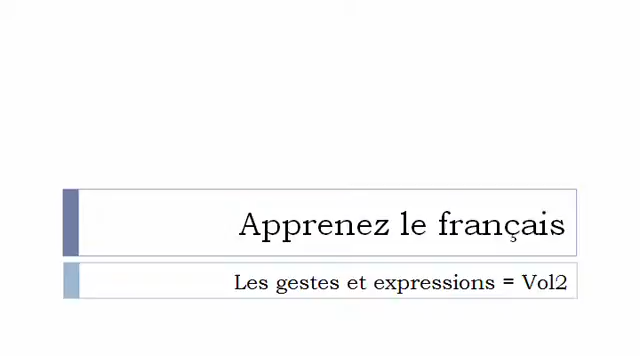 Apprenez le français
Les gestes et expressions = Vol2